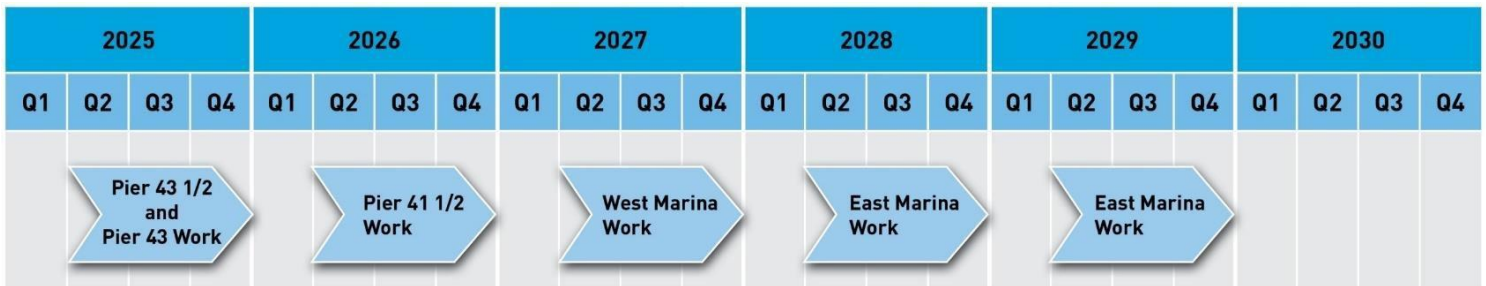 2025 2026 2027 2028 2029 2030
Q1 Q2 Q3 Q4 Q1 Q2 Q3 Q4 Q1 Q2 Q3 Q4 Q1 Q2 Q3 Q4 Q1 Q2 Q3 Q4 Q1 Q2 Q3 Q4
Pier 43 1/2
and
Pier 43 Work
Pier 41 1/2
Work
West Marina
Work
East Marina
Work
East Marina
Work